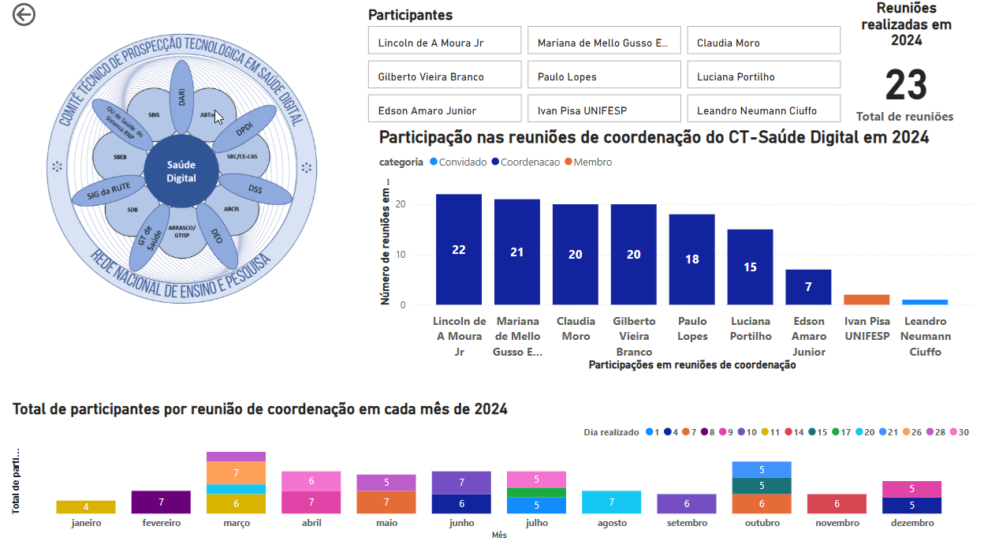 COMITÊ TÉCNICO DE PROSPECÇÃO TECNOLÓGICA EM SAÚDE DIGITAL
DARI
SBIS
ABTm
OU de Saúde do
Sistema RNP
DPDI
SBEB
Saúde
Digital
SBC/CE-CAS
SIG da RUTE
DSS
SDB
ABCIS
GT de
Saúde
ABRASCO/
GTISP
DEO
REDE NACIONAL DE ENSINO E PESQUISA
Participantes
Lincoln de A Moura Jr
Mariana de Mello Gusso E...
Claudia Moro
Gilberto Vieira Branco
Paulo Lopes
Luciana Portilho
Edson Amaro Junior
Ivan Pisa UNIFESP
Leandro Neumann Ciuffo
Reuniões
realizadas em
2024
23
Total de reuniões
Participação nas reuniões de coordenação do CT-Saúde Digital em 2024
categoria Convidado Coordenacao Membro
Número de reuniões em ...
20
10
0
22
21
20
20
18
15
7
Lincoln de
A Moura
Jr
Mariana
de Mello
Gusso E...
Claudia
Moro
Gilberto
Vieira
Branco
Paulo
Lopes
Luciana
Portilho
Edson
Amaro
Junior
Ivan Pisa
UNIFESP
Leandro
Neumann
Ciuffo
Participações em reuniões de coordenação
Total de participantes por reunião de coordenação em cada mês de 2024
Dia realizado 1 4 7 8 9 10 11 14 15 17 20 21 26 28 30
Total de parti...
4
7
7
6
6
7
5
7
7
6
5
5
7
6
5
5
6
6
5
5
janeiro
fevereiro
março
abril
maio
junho
julho
agosto
setembro
outubro
novembro
dezembro
Mês